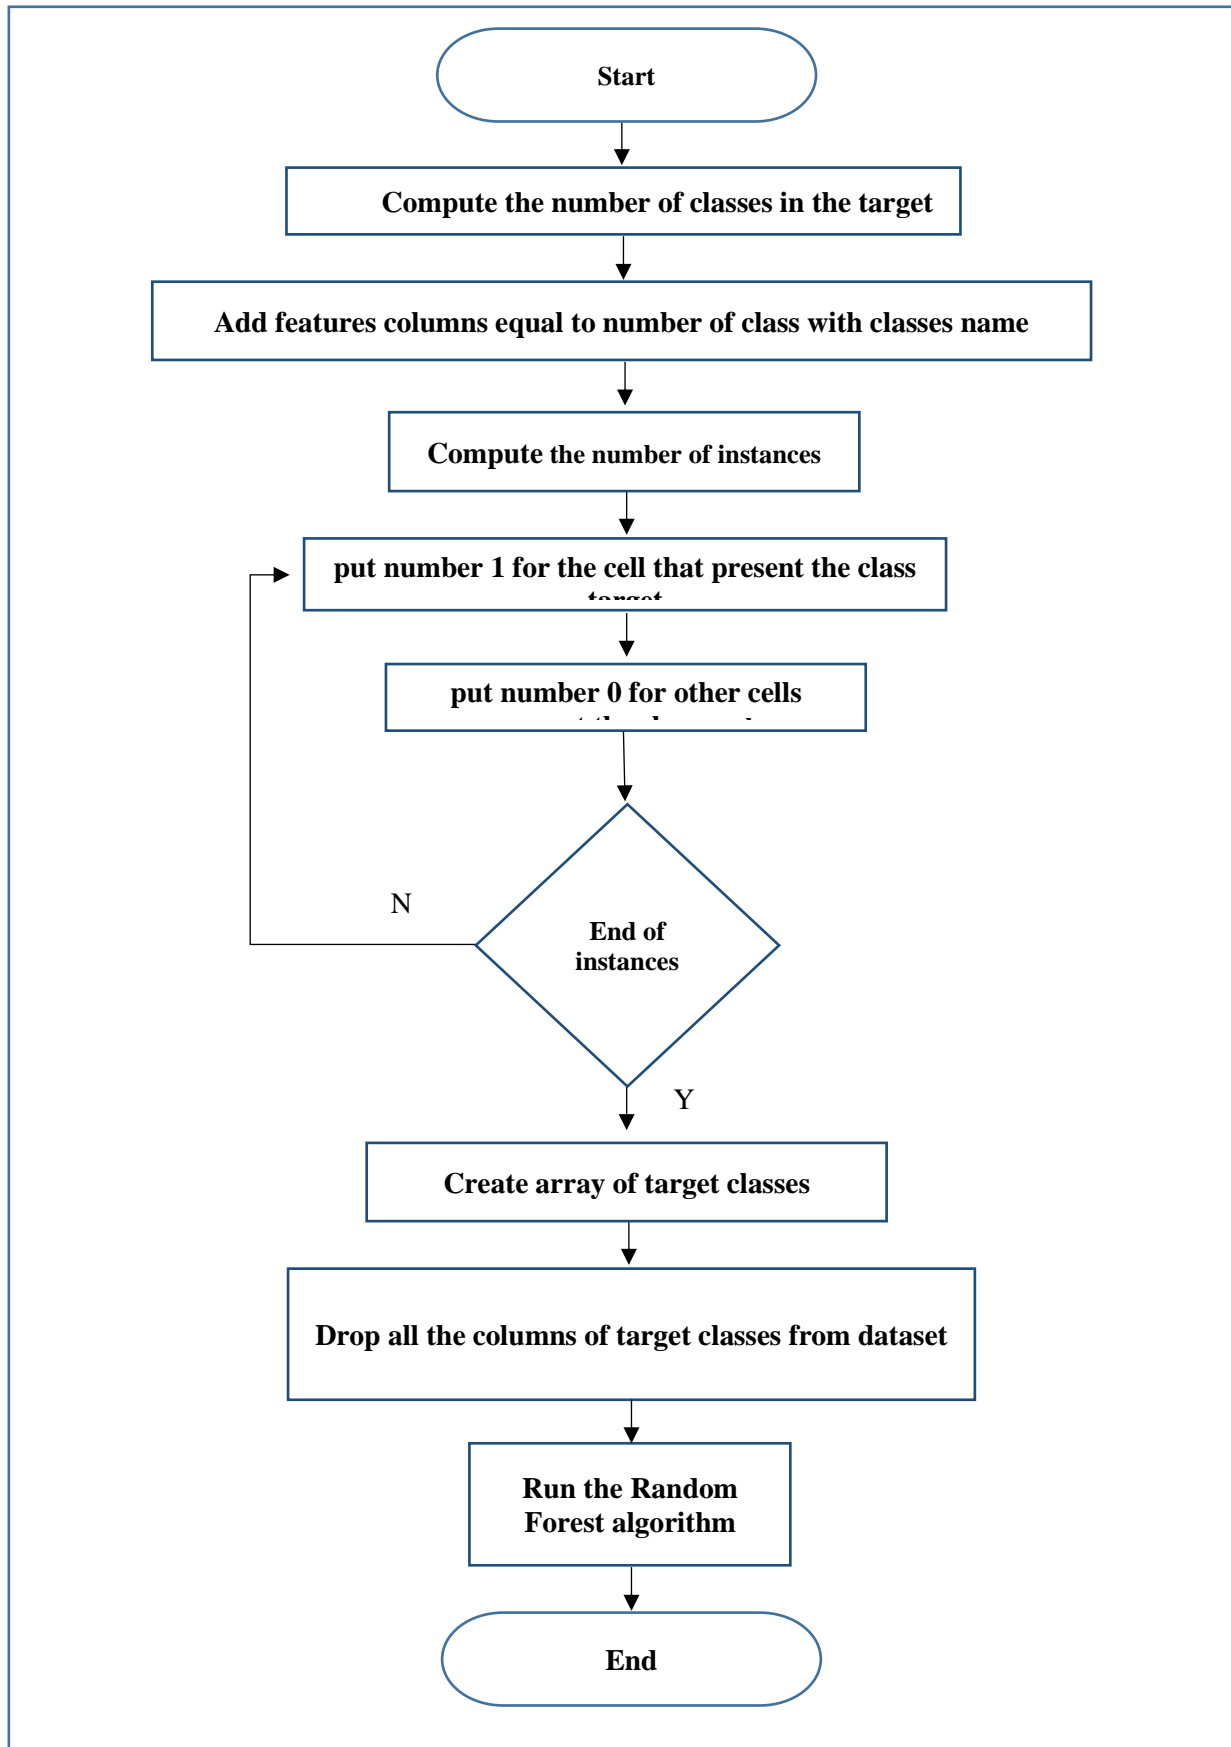 Start
Compute the number of classes in the target
Add features columns equal to number of class with classes name
Compute the number of instances
put number 1 for the cell that present the class
target
put number 0 for other cells
N
End of
instances
Y
Create array of target classes
Drop all the columns of target classes from dataset
Run the Random
Forest algorithm
End